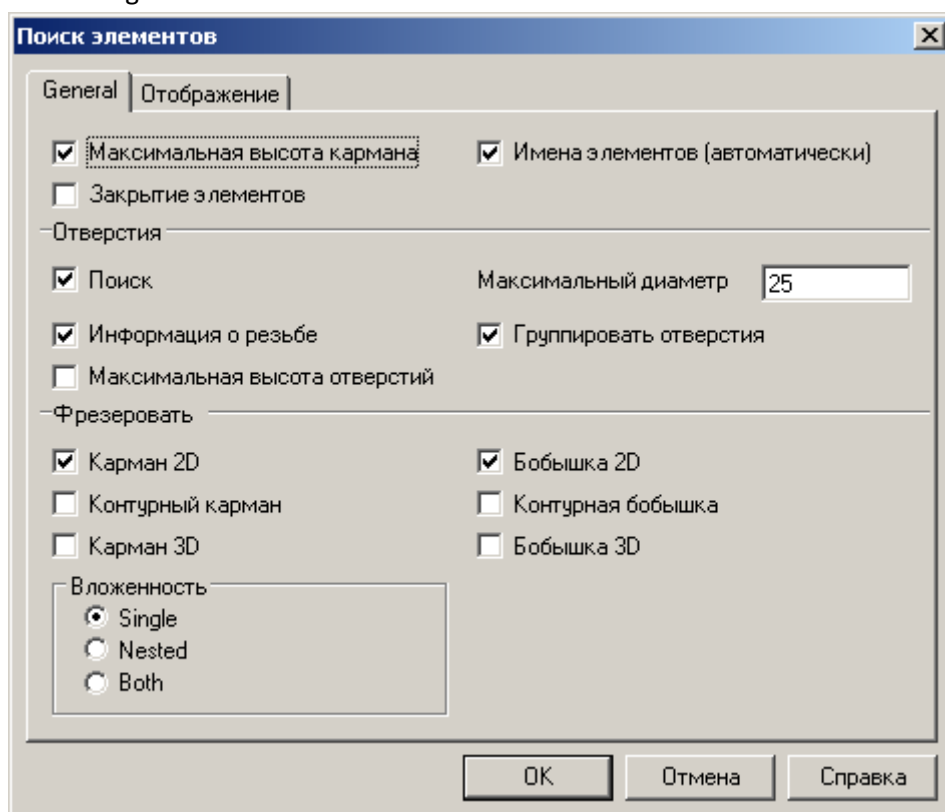 Поиск элементов
General Отображение
Максимальная высота кармана Имена элементов (автоматически)
Закрытие элементов
Отверстия
Поиск Максимальный диаметр 25
Информация о резьбе Группировать отверстия
Максимальная высота отверстий
Фрезеровать
Карман 2D Бобышка 2D
Контурный карман Контурная бобышка
Карман 3D Бобышка 3D
Вложенность
Single
Nested
Both
OK Отмена Справка